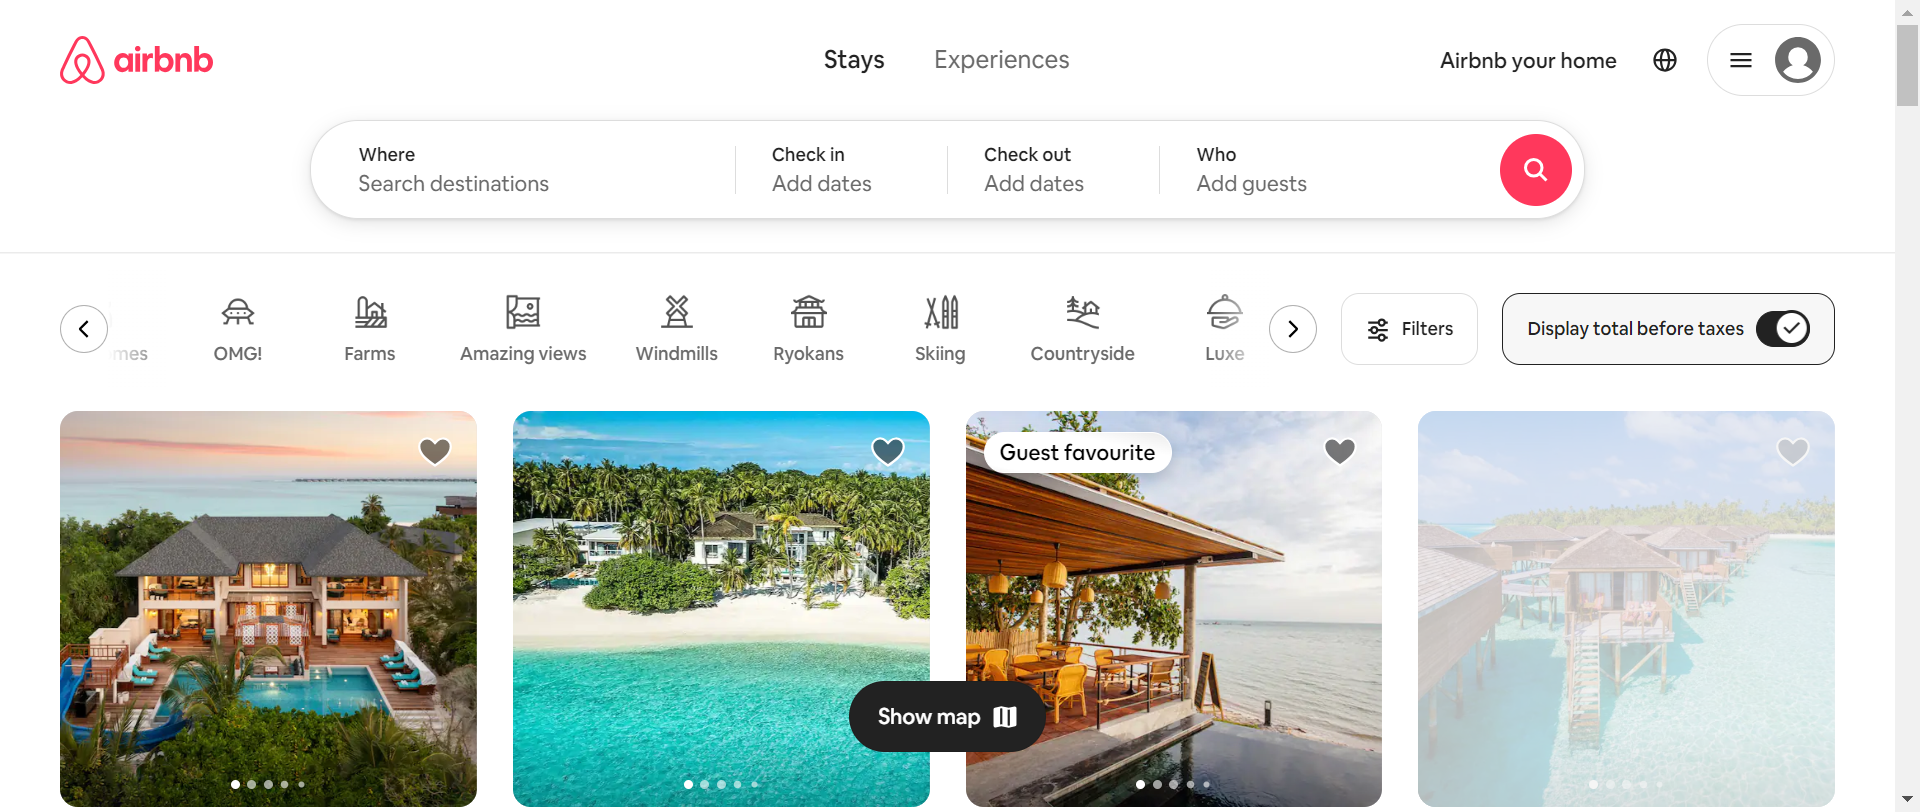 airbnb
Stays
Experiences
Airbnb your home
Where
Search destinations
Check in
Add dates
Check out
Add dates
Who
Add guests
mes
OMG!
Farms
Amazing views
Windmills
Ryokans
Skiing
Countryside
Luxe
Filters
Display total before taxes
Guest favourite
Show map